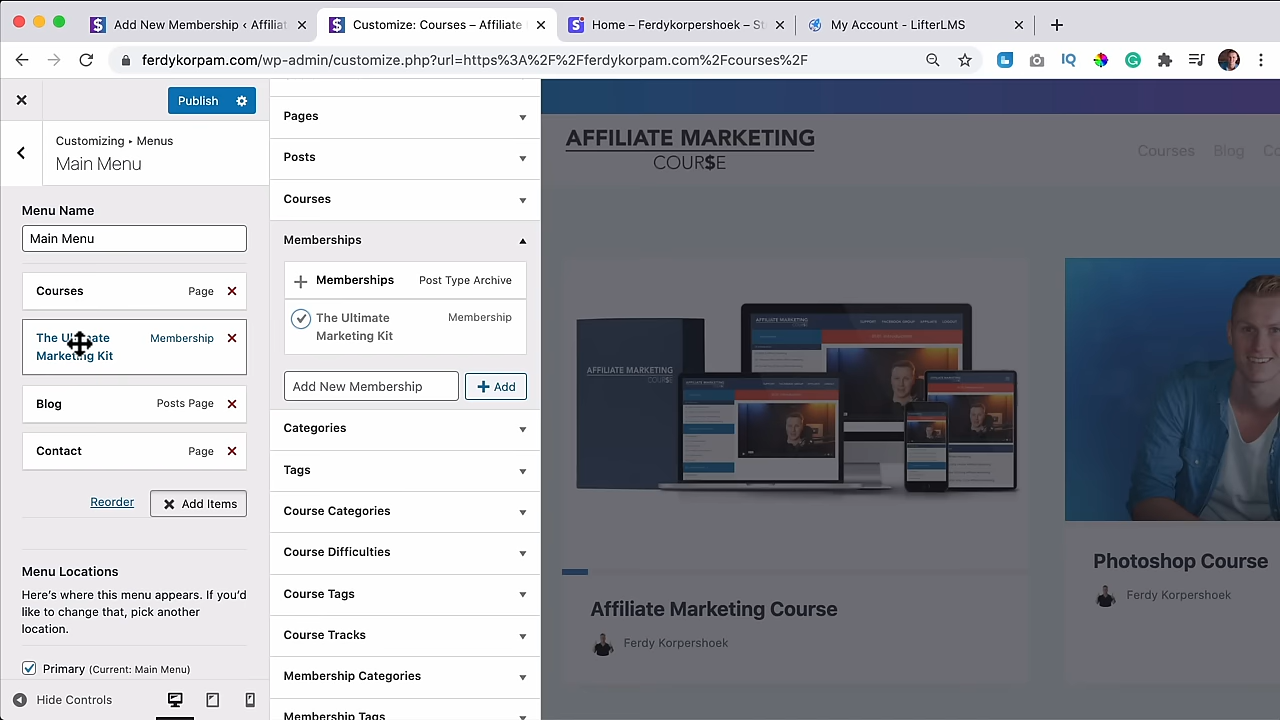 Add New Membership ‹ Affiliat
Customize: Courses – Affiliate
Home – Ferdykorpershoek – St
My Account - LifterLMS
ferdykorpam.com/wp-admin/customize.php?url=https%3A%2F%2Fferdykorpam.com%2Fcourses%2F
IQ
Publish
Customizing ▸ Menus
Main Menu
Menu Name
Main Menu
Courses Page
The Ultimate Membership
Marketing Kit
Blog Posts Page
Contact Page
Reorder Add Items
Menu Locations
Here's where this menu appears. If you'd
like to change that, pick another
location.
Primary (Current: Main Menu)
Hide Controls
Pages
Posts
Courses
Memberships
Memberships Post Type Archive
The Ultimate Membership
Marketing Kit
Add New Membership + Add
Categories
Tags
Course Categories
Course Difficulties
Course Tags
Course Tracks
Membership Categories
Membership Tags
AFFILIATE MARKETING
COUR$E
Courses Blog Co
AFFILIATE MARKETING
COUR$E
Affiliate Marketing Course
Ferdy Korpershoek
Photoshop Course
Ferdy Korpershoek